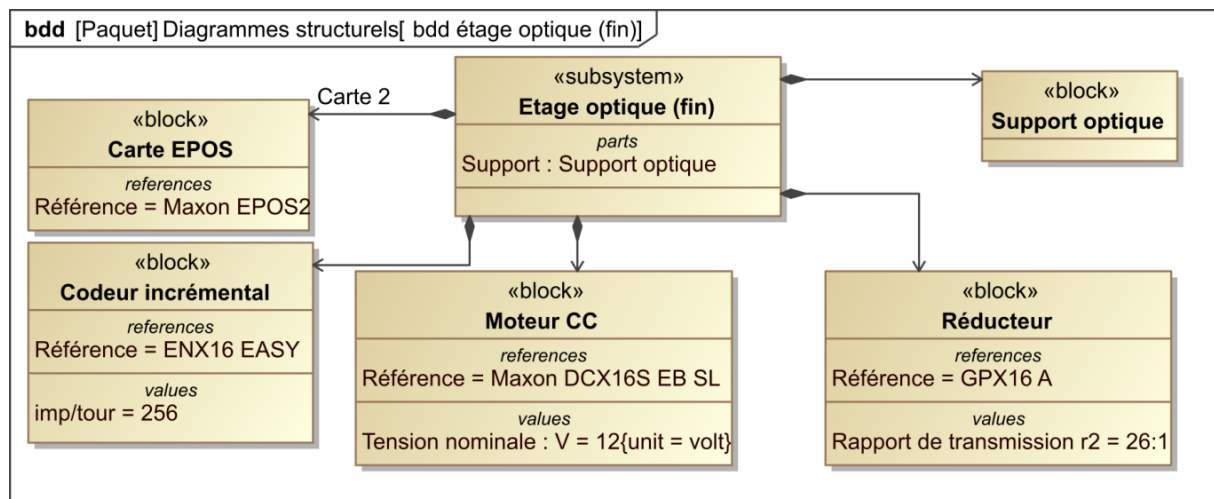 bdd [Paquet] Diagrammes structurels[ bdd étage optique (fin)]
«subsystem»
Etage optique (fin)
parts
Support : Support optique
«block»
Support optique
Carte 2
«block»
Carte EPOS
references
Référence = Maxon EPOS2
«block»
Codeur incrémental
references
Référence = ENX16 EASY
values
imp/tour = 256
«block»
Moteur CC
references
Référence = Maxon DCX16S EB SL
values
Tension nominale : V = 12{unit = volt}
«block»
Réducteur
references
Référence = GPX16 A
values
Rapport de transmission r2 = 26:1